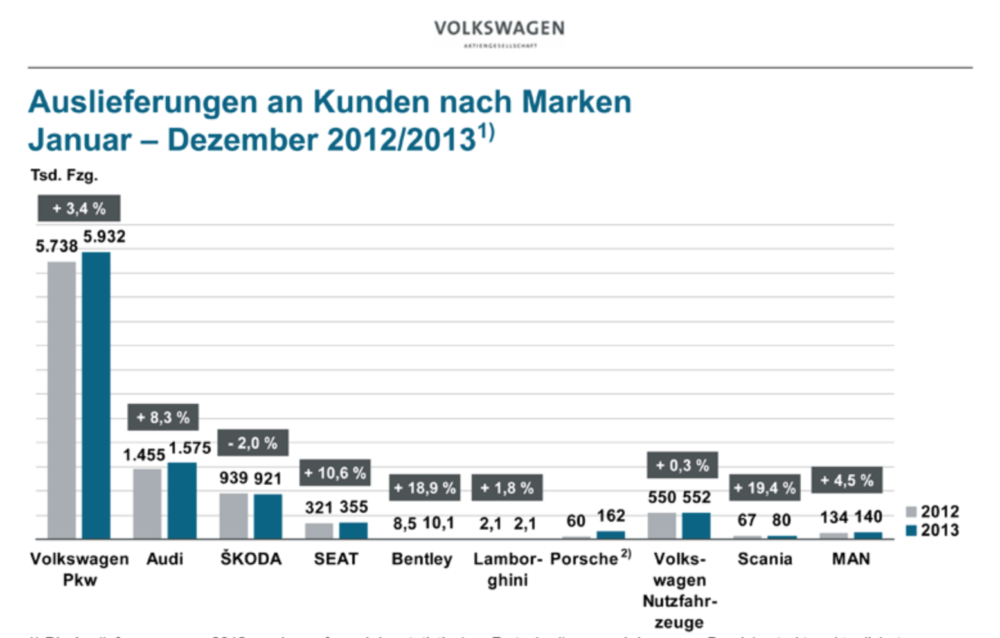 VOLKSWAGEN
AKTIENGESELLSCHAFT
Auslieferungen an Kunden nach Marken
Januar – Dezember 2012/2013¹⁾
Tsd. Fzg.
+ 3,4 %
5.738 5.932
+ 8,3 %
1.455 1.575
- 2,0 %
939 921
+ 10,6 %
321 355
+ 18,9 %
8,5 10,1
+ 1,8 %
2,1 2,1
60 162
+ 0,3 %
550 552
+ 19,4 %
67 80
+ 4,5 %
134 140
2012
2013
Volkswagen
Pkw
Audi
ŠKODA
SEAT
Bentley
Lambor-
ghini
Porsche²⁾
Volks-
wagen
Nutzfahr-
zeuge
Scania
MAN